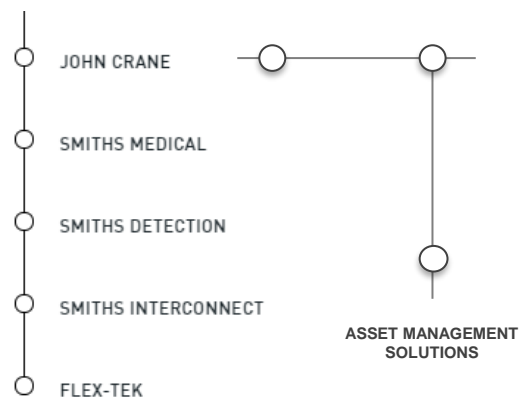 JOHN CRANE
SMITHS MEDICAL
SMITHS DETECTION
SMITHS INTERCONNECT
FLEX-TEK
ASSET MANAGEMENT
SOLUTIONS